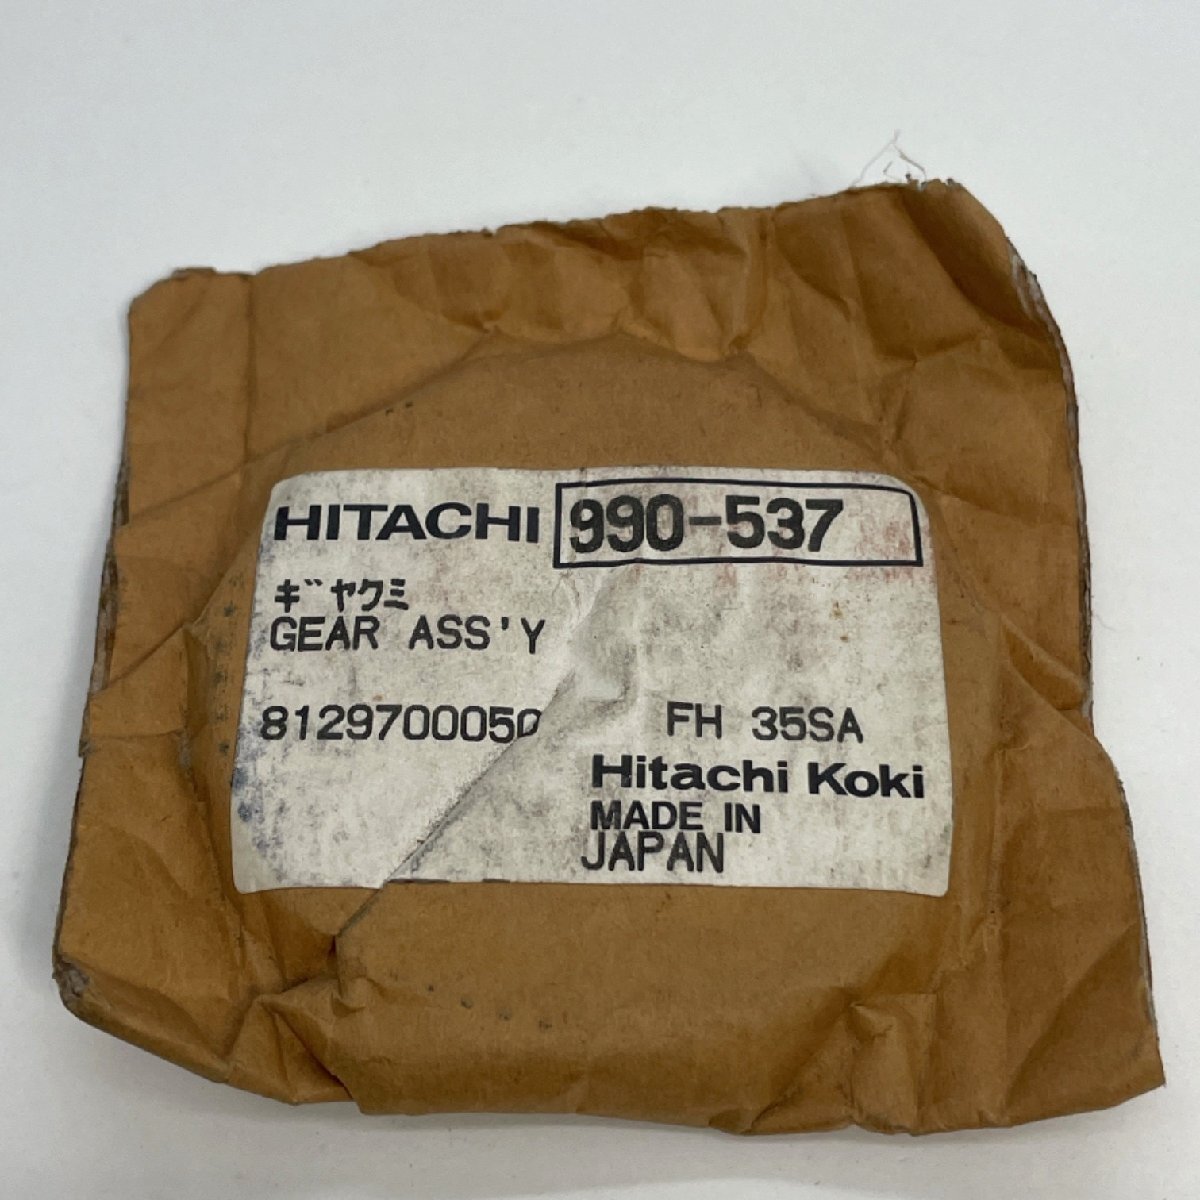 HITACHI 990-537
ギヤクミ
GEAR ASS'Y
8129700050 FH 35SA
Hitachi Koki
MADE IN
JAPAN